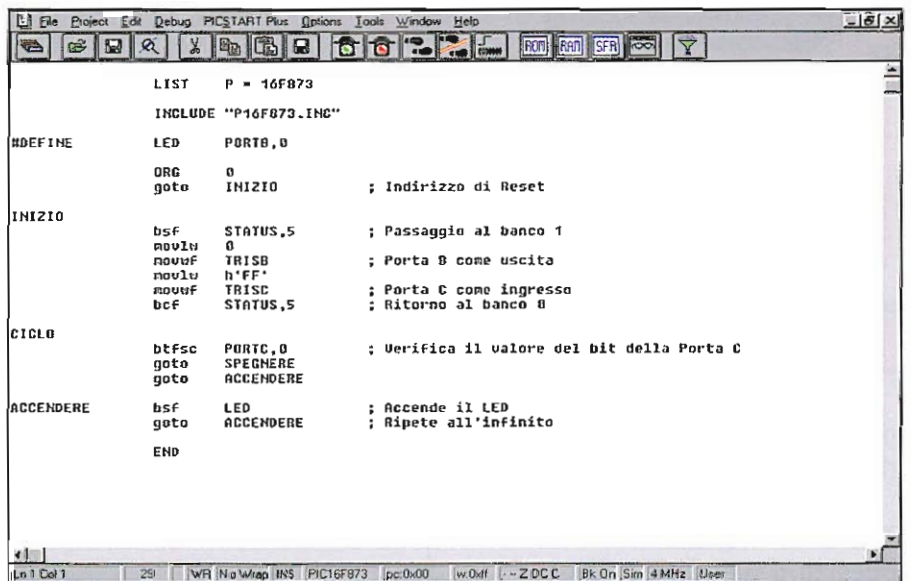 File Project Edit Debug PICSTART Plus Options Tools Window Help
ROM RAM SFR
LIST P = 16F873
INCLUDE "P16F873.INC"
#DEFINE LED PORTB,0
ORG 0
goto INIZIO ; Indirizzo di Reset
INIZIO
bsf STATUS,5 ; Passaggio al banco 1
movlw 0
movwf TRISB ; Porta B come uscita
movlw h'FF'
movwf TRISC ; Porta C come ingresso
bcf STATUS,5 ; Ritorno al banco 0
CICLO
btfsc PORTC,0 ; Verifica il valore del bit della Porta C
goto SPEGNERE
goto ACCENDERE
ACCENDERE bsf LED ; Accende il LED
goto ACCENDERE ; Ripete all'infinito
END
Ln 1 Col 1 29 WR No Wrap INS PIC16F873 pc:0x00 w:0xff - - Z DC C Bk On Sim 4 MHz User